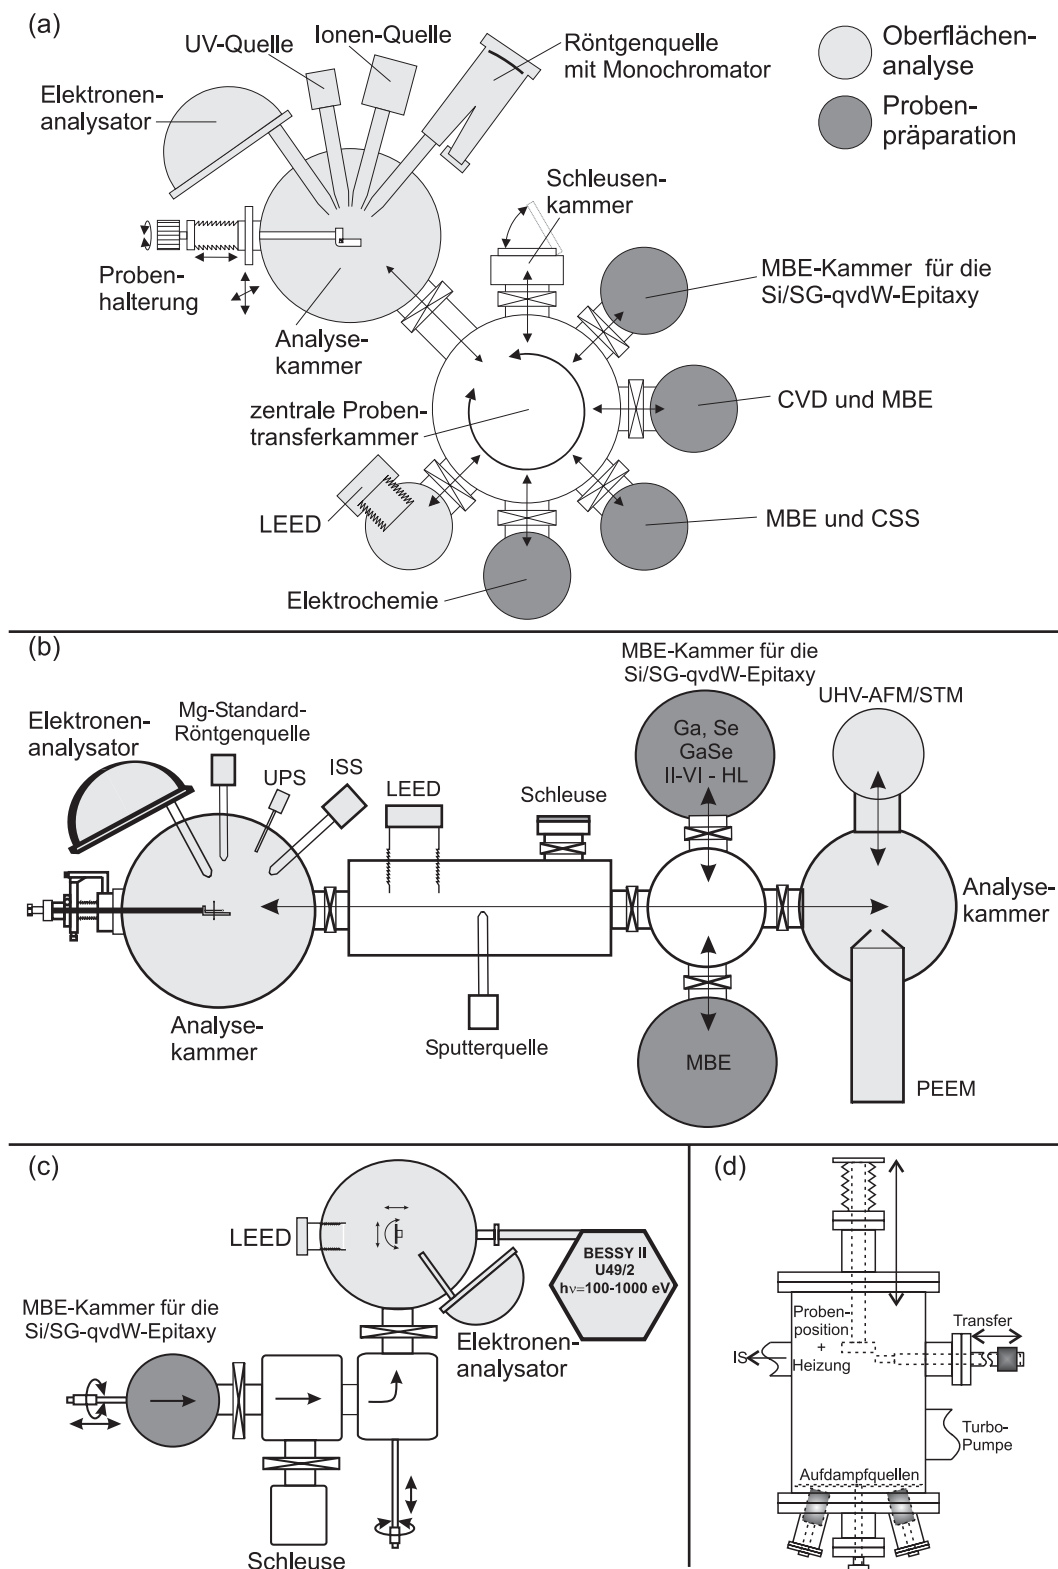 (a)
UV-Quelle
Ionen-Quelle
Röntgenquelle
mit Monochromator
Oberflächen-
analyse
Proben-
präparation
Elektronen-
analysator
Schleusen-
kammer
MBE-Kammer für die
Si/SG-qvdW-Epitaxy
Proben-
halterung
Analyse-
kammer
CVD und MBE
zentrale Proben-
transferkammer
LEED
MBE und CSS
Elektrochemie
(b)
MBE-Kammer für die
Si/SG-qvdW-Epitaxy
UHV-AFM/STM
Elektronen-
analysator
Mg-Standard-
Röntgenquelle
UPS
ISS
LEED
Schleuse
Ga, Se
GaSe
II-VI - HL
Analyse-
kammer
Analyse-
kammer
Sputterquelle
MBE
PEEM
(c)
LEED
BESSY II
U49/2
hν=100-1000 eV
MBE-Kammer für die
Si/SG-qvdW-Epitaxy
Elektronen-
analysator
Schleuse
(d)
Proben-
position
+
Heizung
Transfer
IS
Turbo-
Pumpe
Aufdampfquellen